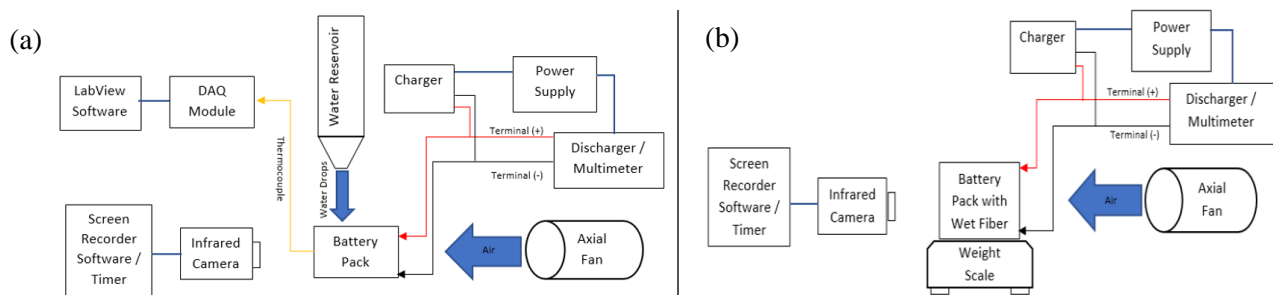 (a)
LabView
Software
DAQ
Module
Thermocouple
Water Reservoir
Water Drops
Charger
Power
Supply
Terminal (+)
Terminal (-)
Discharger /
Multimeter
Screen
Recorder
Software /
Timer
Infrared
Camera
Battery
Pack
Air
Axial
Fan
(b)
Charger
Power
Supply
Terminal (+)
Terminal (-)
Discharger /
Multimeter
Screen
Recorder
Software /
Timer
Infrared
Camera
Battery
Pack with
Wet Fiber
Weight
Scale
Air
Axial
Fan